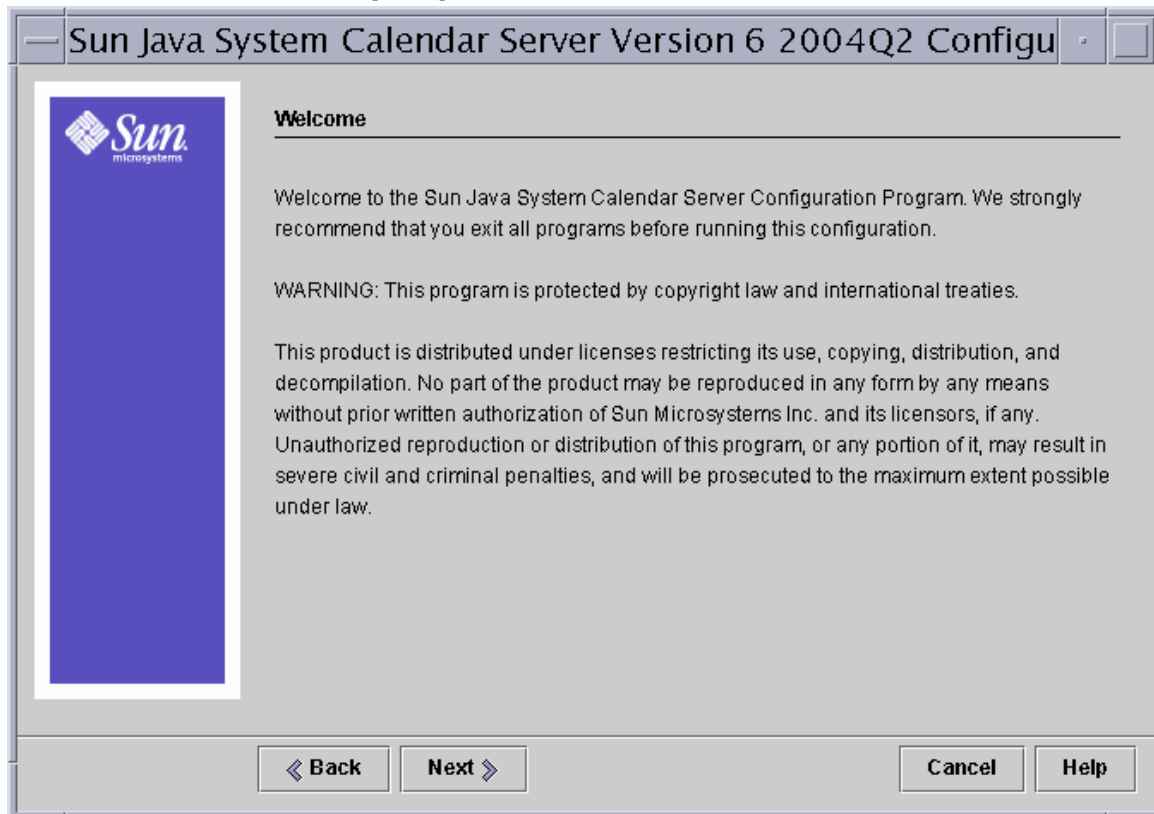 Sun Java System Calendar Server Version 6 2004Q2 Configu
Sun.
microsystems
Welcome
Welcome to the Sun Java System Calendar Server Configuration Program. We strongly
recommend that you exit all programs before running this configuration.
WARNING: This program is protected by copyright law and international treaties.
This product is distributed under licenses restricting its use, copying, distribution, and
decompilation. No part of the product may be reproduced in any form by any means
without prior written authorization of Sun Microsystems Inc. and its licensors, if any.
Unauthorized reproduction or distribution of this program, or any portion of it, may result in
severe civil and criminal penalties, and will be prosecuted to the maximum extent possible
under law.
Back
Next
Cancel
Help